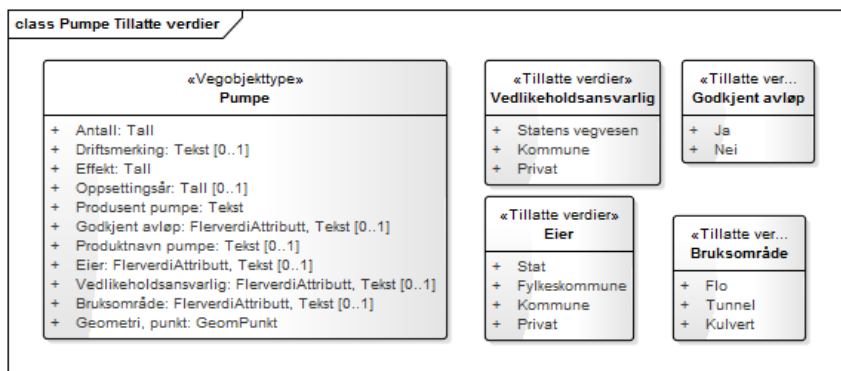 class Pumpe Tillatte verdier
«Vegobjekttype»
Pumpe
+ Antall: Tall
+ Driftsmerking: Tekst [0..1]
+ Effekt: Tall
+ Oppsettingsår: Tall [0..1]
+ Produsent pumpe: Tekst
+ Godkjent avløp: FlerverdiAttributt, Tekst [0..1]
+ Produktnavn pumpe: Tekst [0..1]
+ Eier: FlerverdiAttributt, Tekst [0..1]
+ Vedlikeholdsansvarlig: FlerverdiAttributt, Tekst [0..1]
+ Bruksområde: FlerverdiAttributt, Tekst [0..1]
+ Geometri, punkt: GeomPunkt
«Tillatte verdier»
Vedlikeholdsansvarlig
+ Statens vegvesen
+ Kommune
+ Privat
«Tillatte ver...
Godkjent avløp
+ Ja
+ Nei
«Tillatte verdier»
Eier
+ Stat
+ Fylkeskommune
+ Kommune
+ Privat
«Tillatte ver...
Bruksområde
+ Flo
+ Tunnel
+ Kulvert